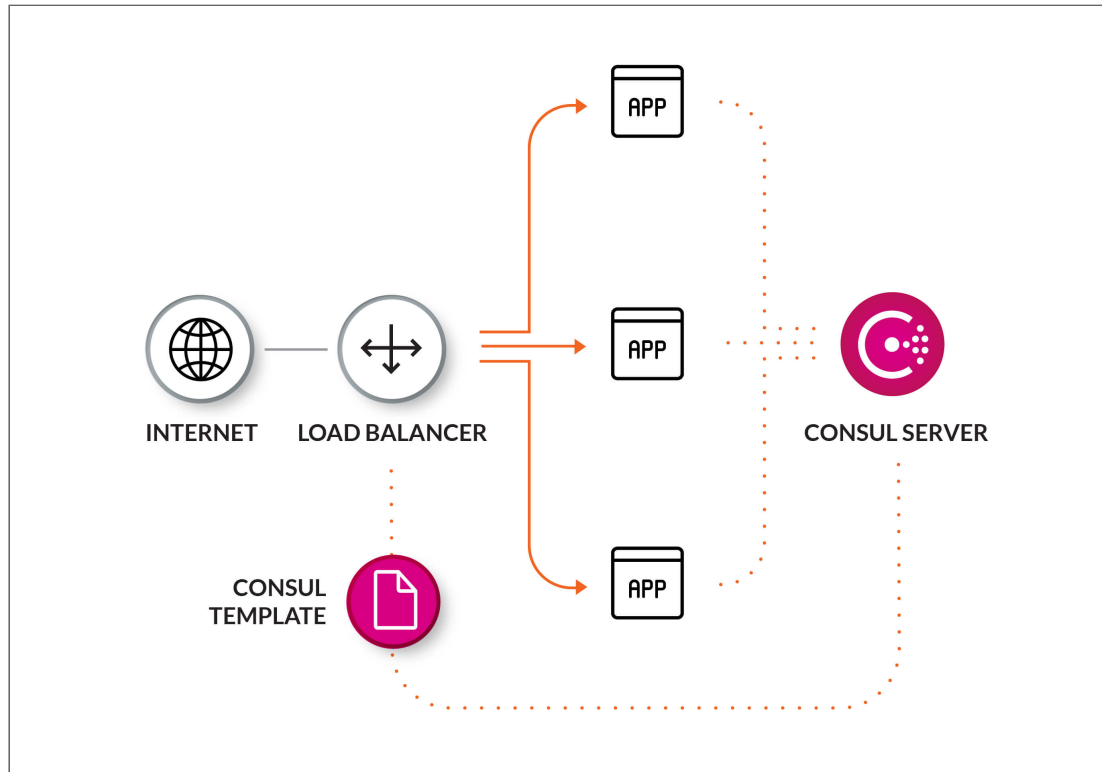 APP
APP
INTERNET
LOAD BALANCER
CONSUL SERVER
CONSUL
TEMPLATE
APP